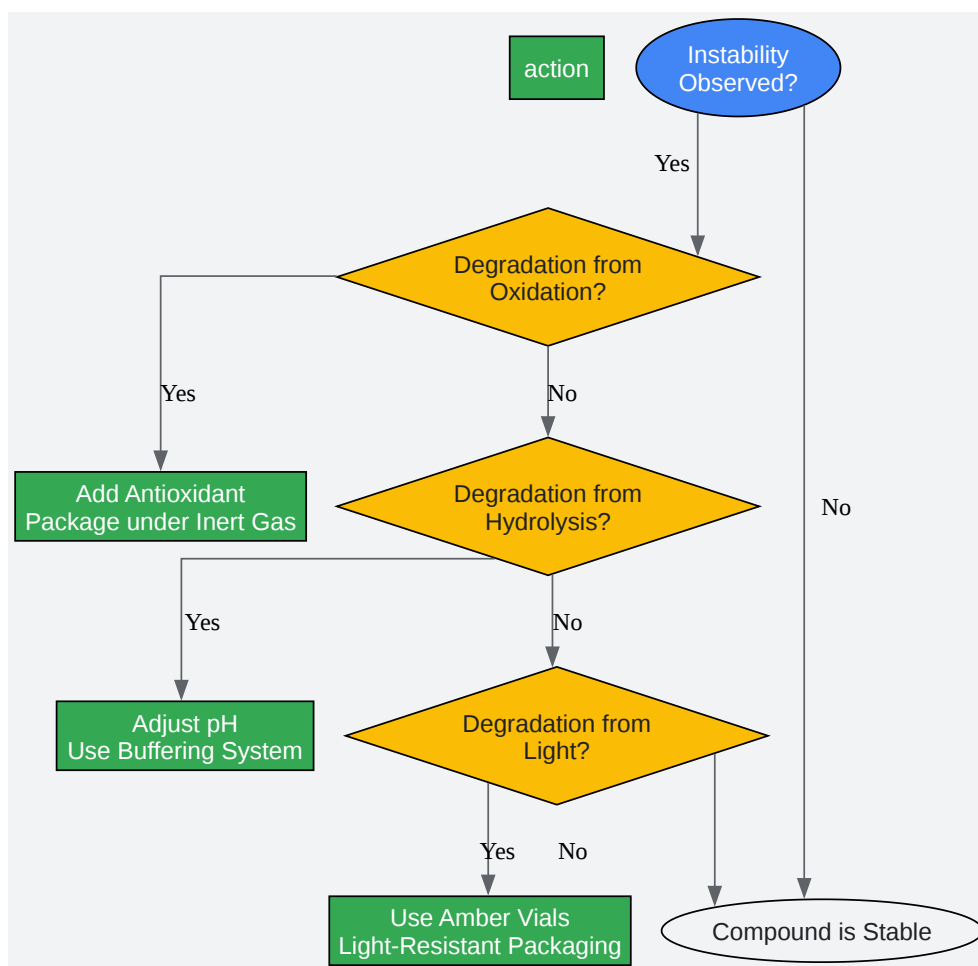 action
Instability
Observed?
Yes
Degradation from
Oxidation?
Yes
No
Add Antioxidant
Package under Inert Gas
Degradation from
Hydrolysis?
No
Yes
No
Adjust pH
Use Buffering System
Degradation from
Light?
Yes
No
Use Amber Vials
Light-Resistant Packaging
Compound is Stable